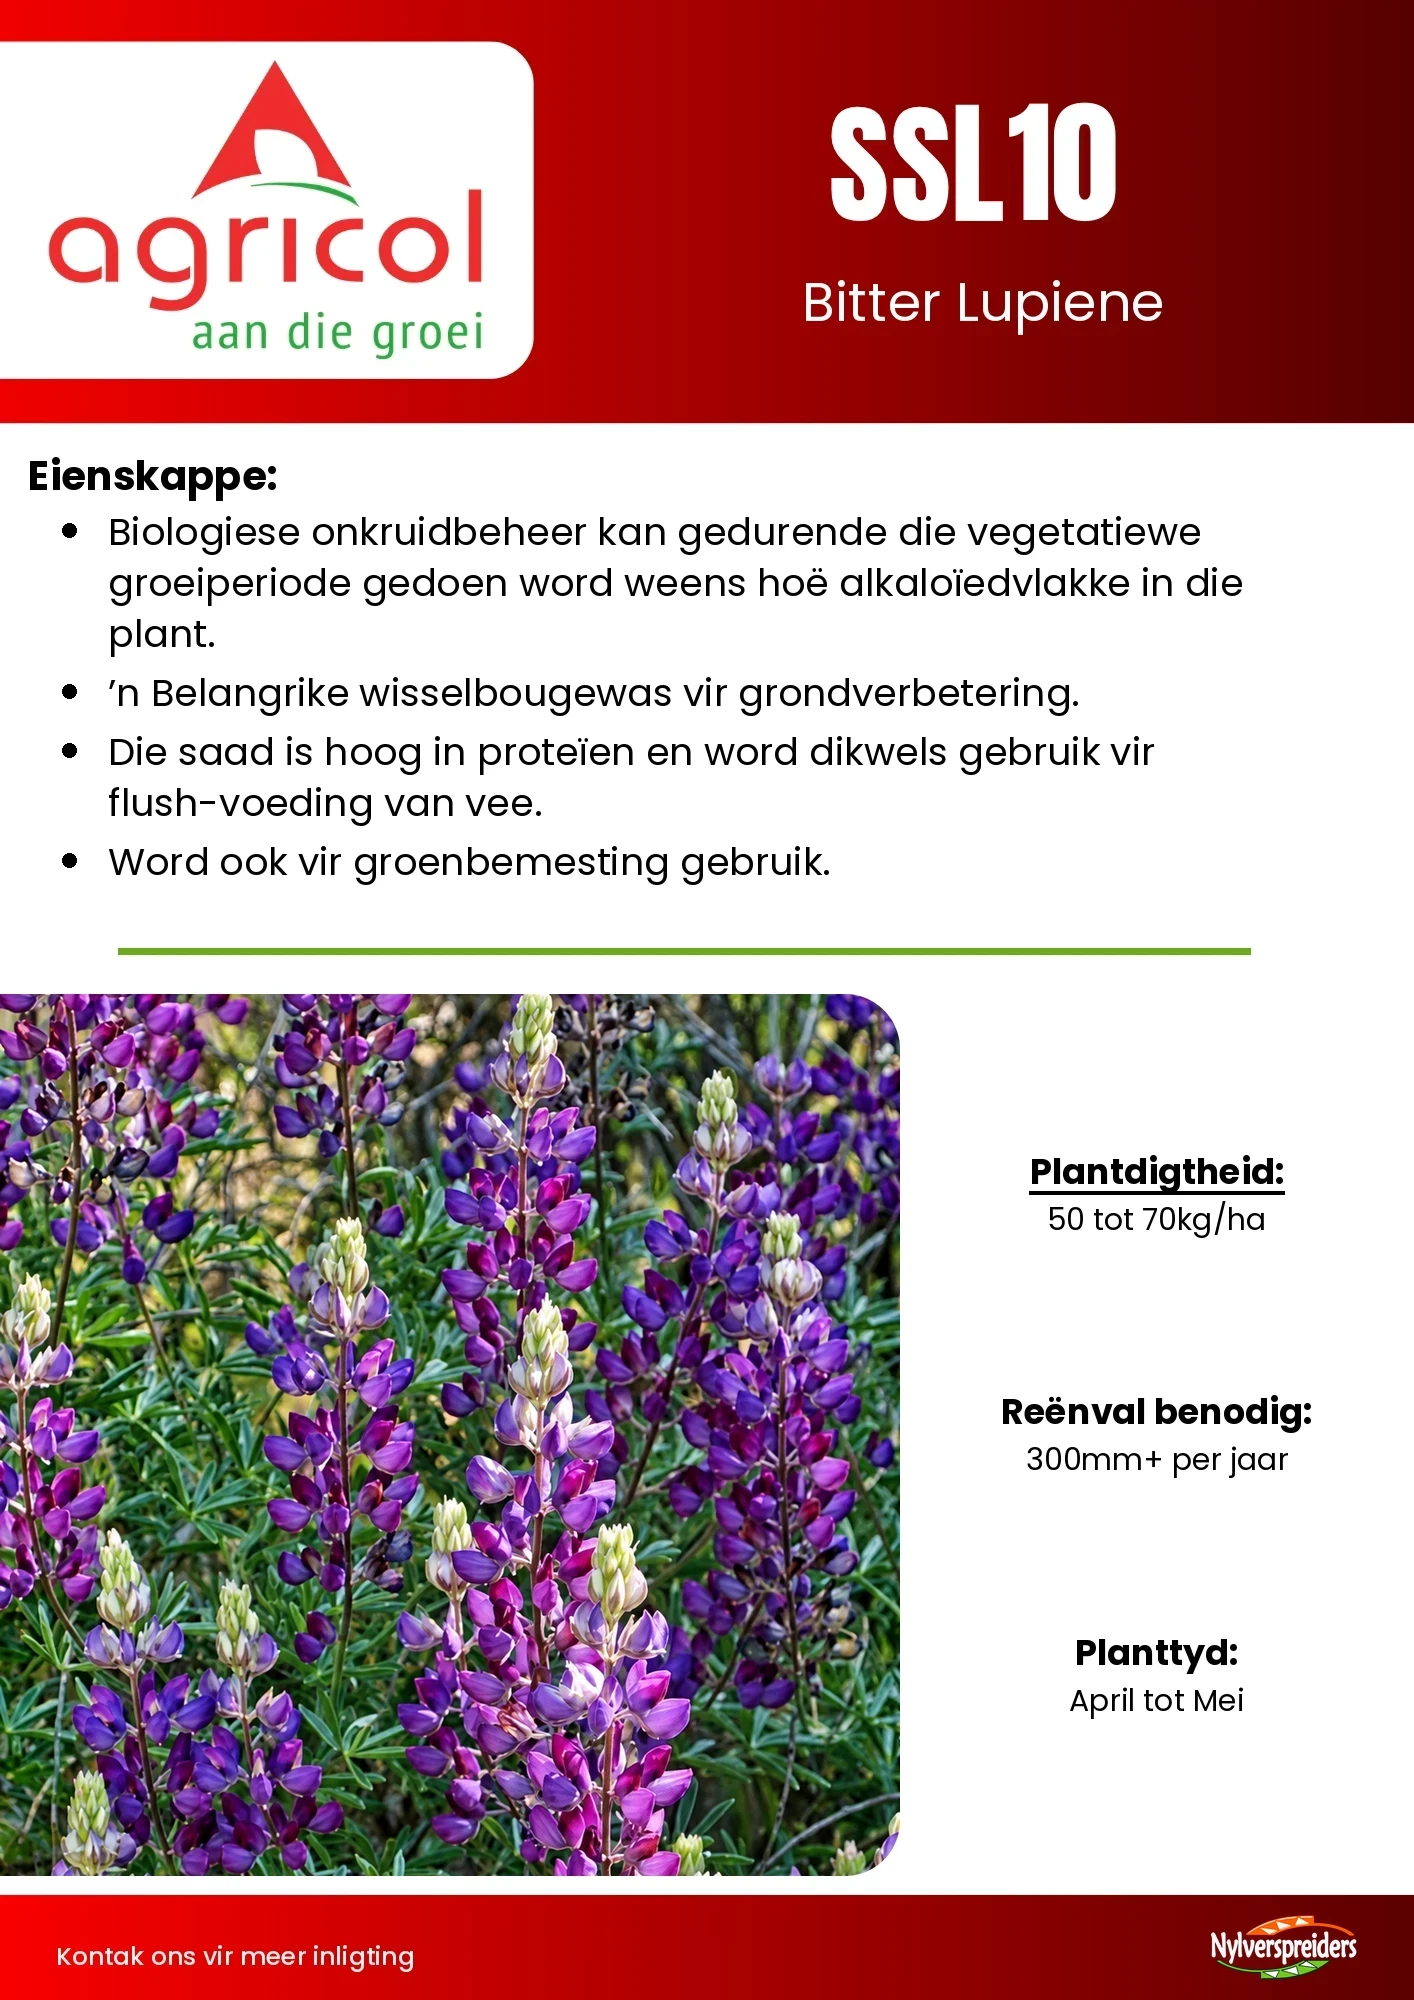 agricol
aan die groei
SSL10
Bitter Lupiene
Eienskappe:
• Biologiese onkruidbeheer kan gedurende die vegetatiewe
groeiperiode gedoen word weens hoë alkaloïedvlakke in die
plant.
• ’n Belangrike wisselbougewas vir grondverbetering.
• Die saad is hoog in proteïen en word dikwels gebruik vir
flush-voeding van vee.
• Word ook vir groenbemesting gebruik.
Plantdigtheid:
50 tot 70kg/ha
Reënval benodig:
300mm+ per jaar
Planttyd:
April tot Mei
Kontak ons vir meer inligting
Nylverspreiders